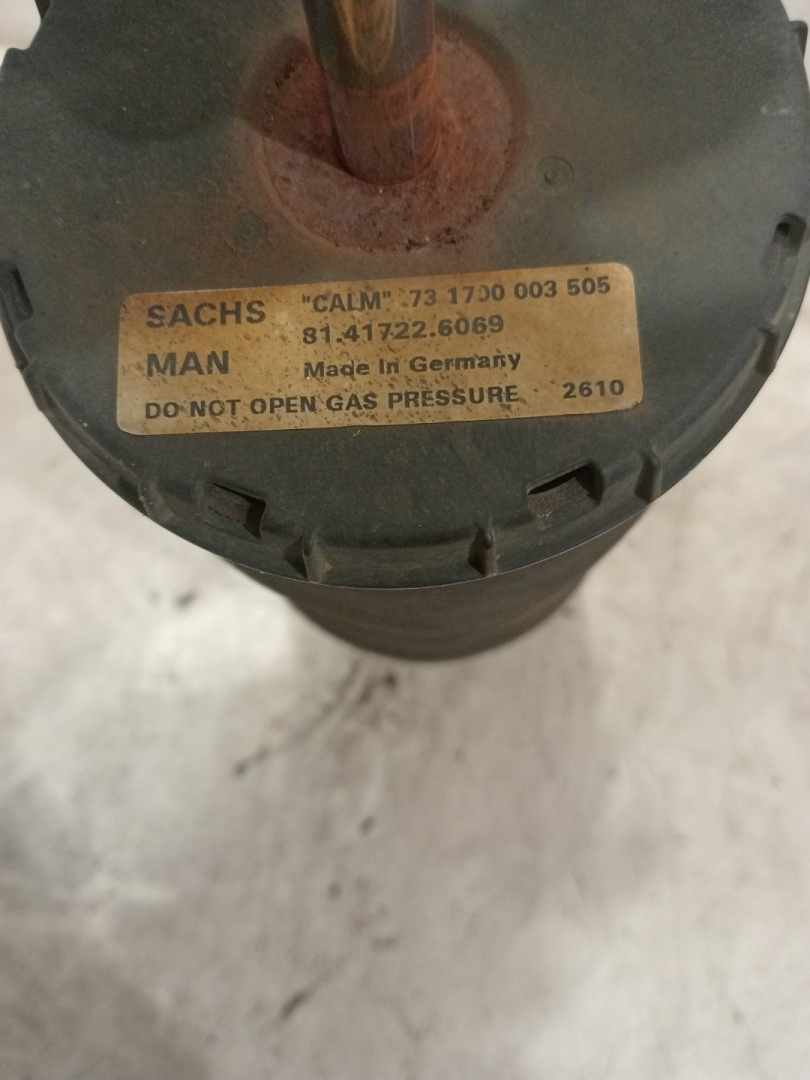 SACHS "CALM" 73 1700 003 505
81.41722.6069
MAN Made In Germany
DO NOT OPEN GAS PRESSURE 2610